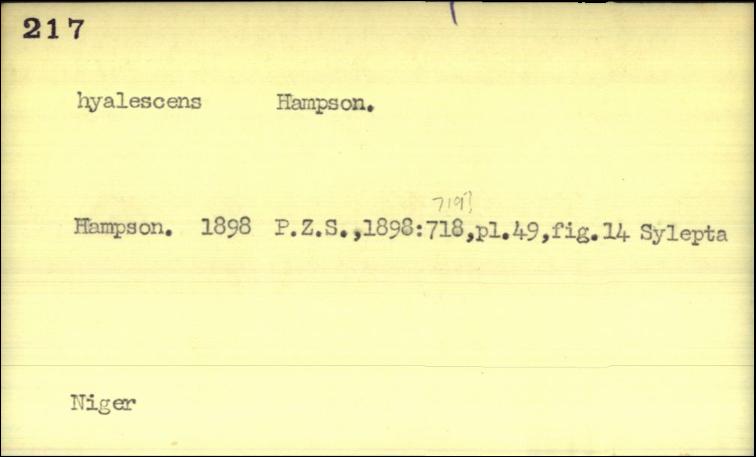 217
hyalescens Hampson.
719?
Hampson. 1898 P.Z.S.,1898:718,pl.49,fig.14 Sylepta
Niger